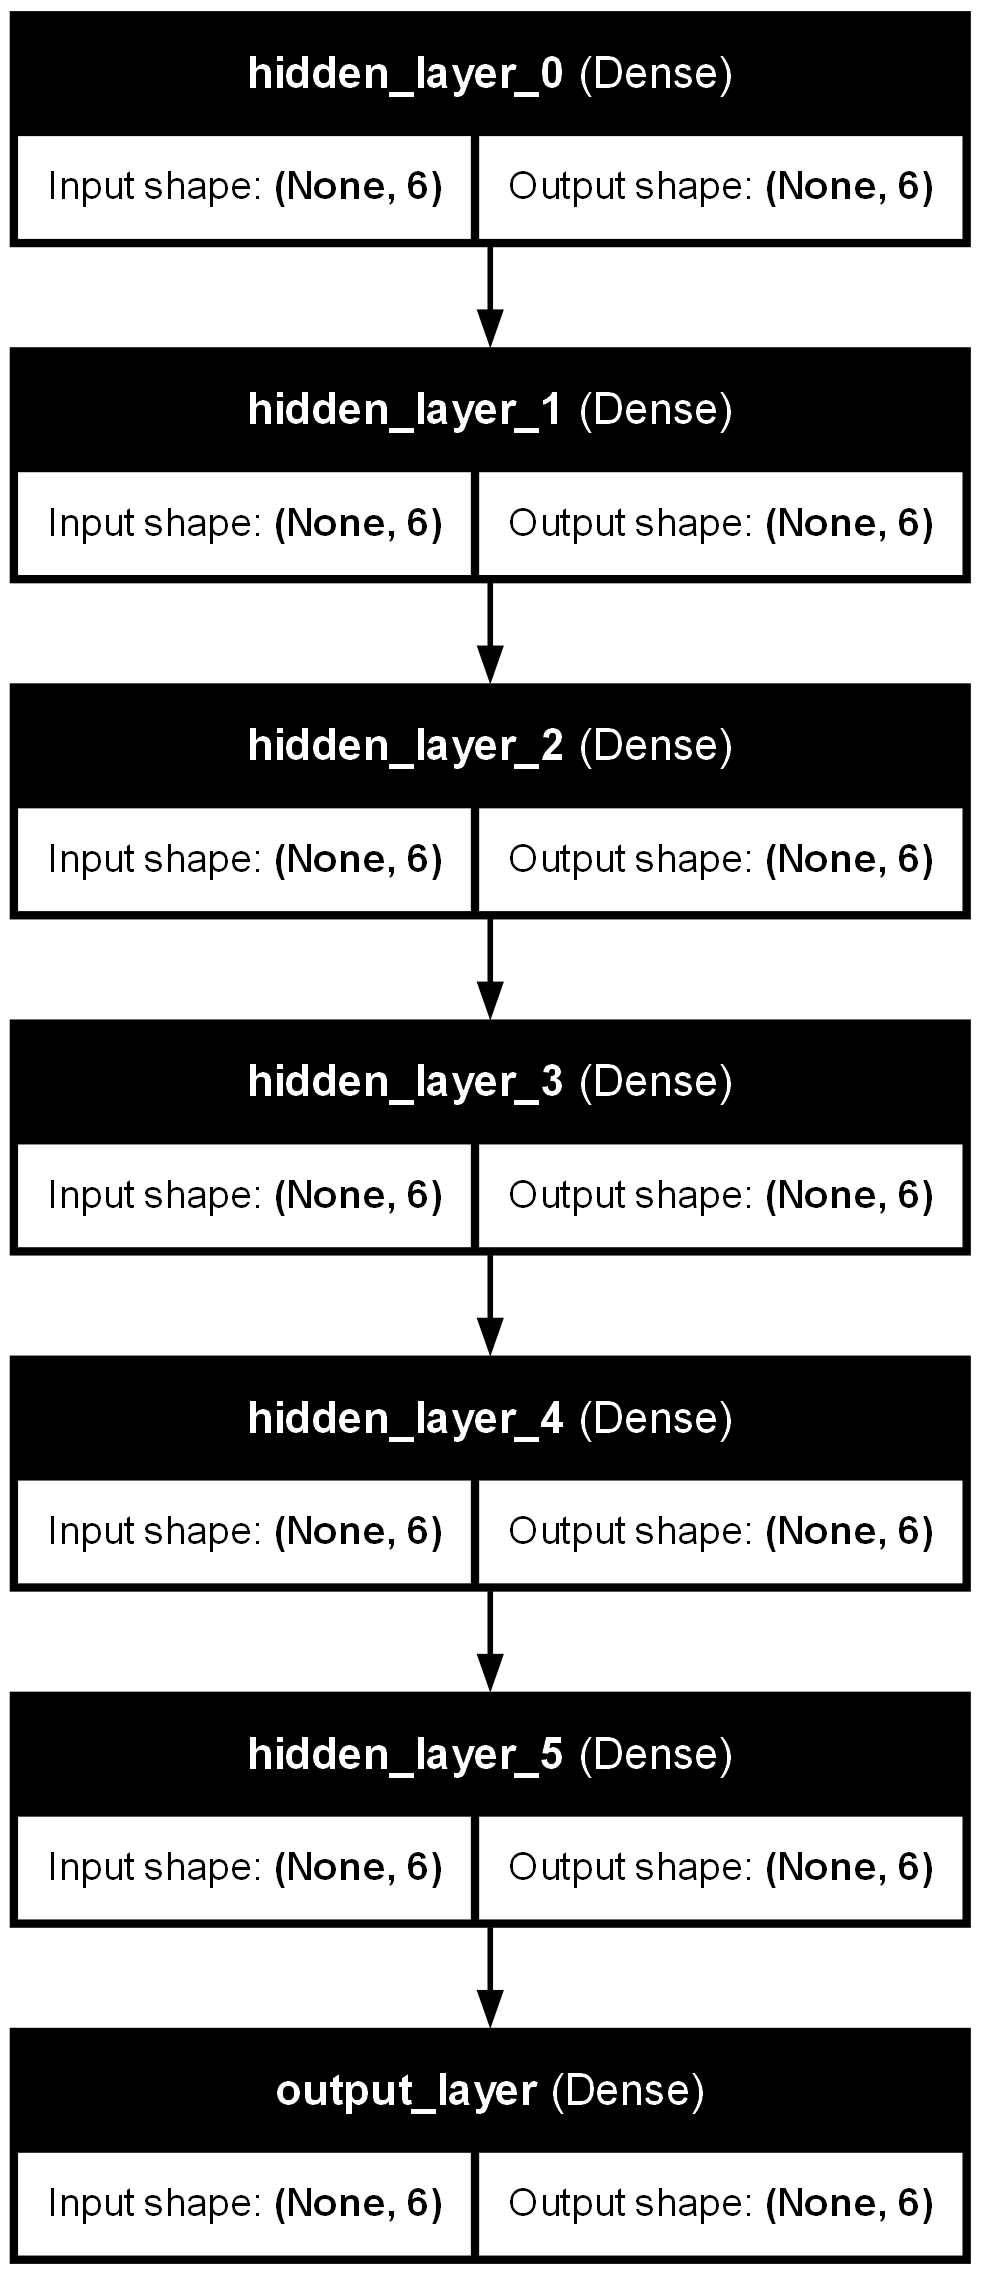 hidden_layer_0 (Dense)
Input shape: (None, 6) Output shape: (None, 6)
hidden_layer_1 (Dense)
Input shape: (None, 6) Output shape: (None, 6)
hidden_layer_2 (Dense)
Input shape: (None, 6) Output shape: (None, 6)
hidden_layer_3 (Dense)
Input shape: (None, 6) Output shape: (None, 6)
hidden_layer_4 (Dense)
Input shape: (None, 6) Output shape: (None, 6)
hidden_layer_5 (Dense)
Input shape: (None, 6) Output shape: (None, 6)
output_layer (Dense)
Input shape: (None, 6) Output shape: (None, 6)